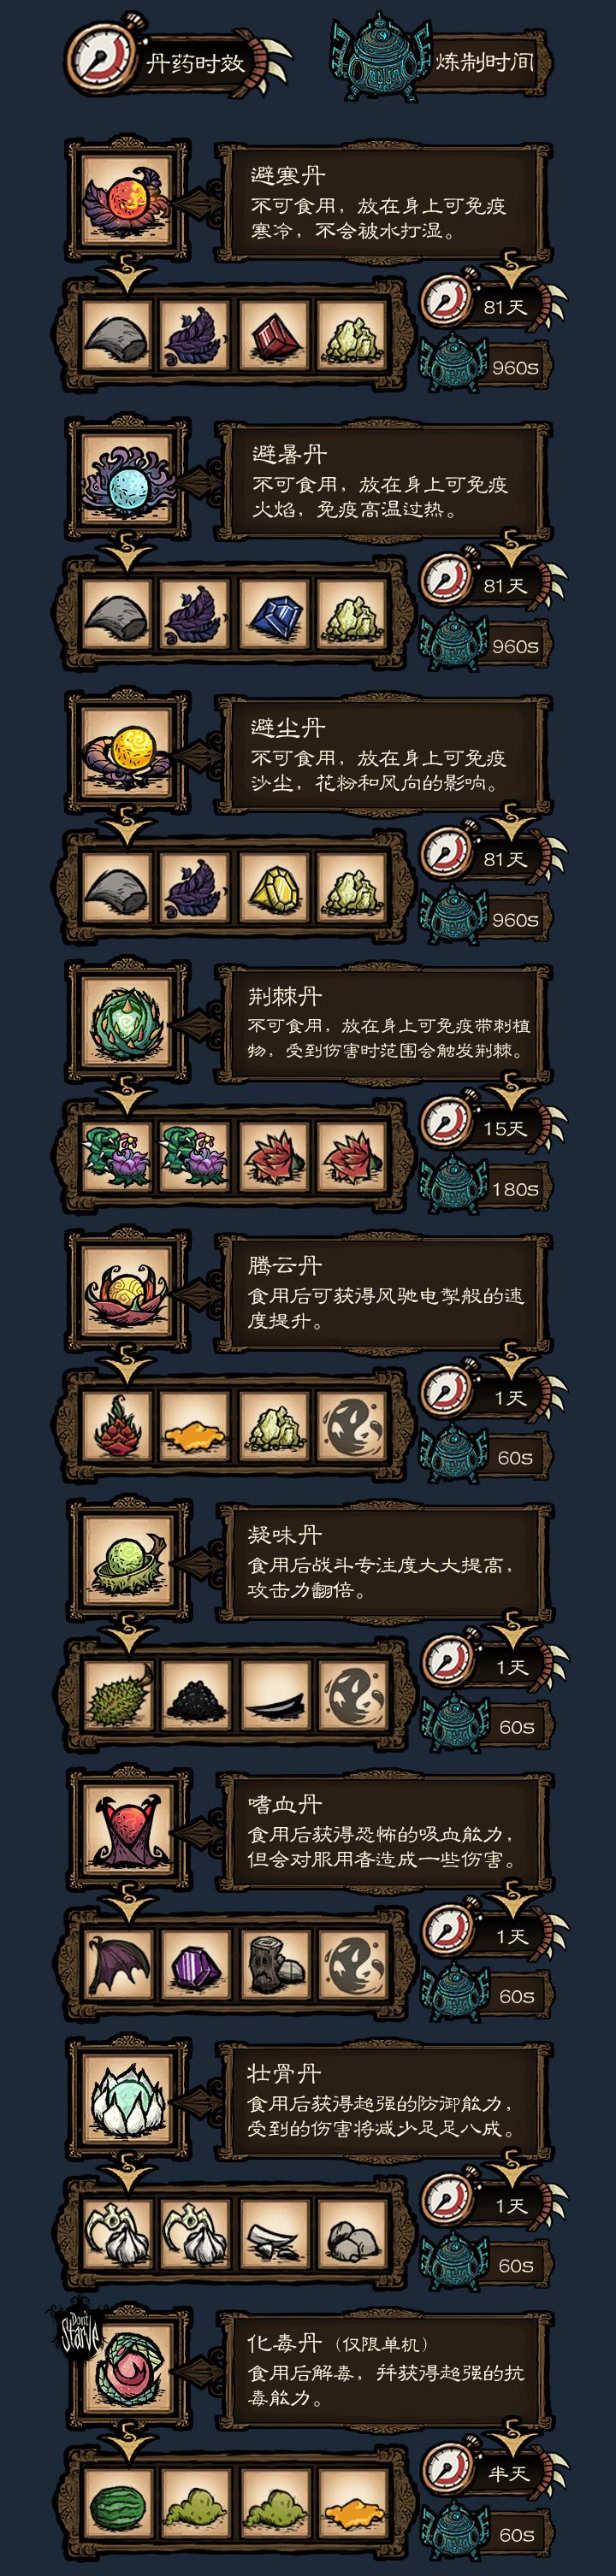 丹药时效
炼制时间
避寒丹
不可食用，放在身上可免疫
寒冷，不会被水打湿。
81天
960s
避暑丹
不可食用，放在身上可免疫
火焰，免疫高温过热。
81天
960s
避尘丹
不可食用，放在身上可免疫
沙尘，花粉和风向的影响。
81天
960s
荆棘丹
不可食用，放在身上可免疫带刺植
物，受到伤害时范围会触发荆棘。
15天
180s
腾云丹
食用后可获得风驰电掣般的速
度提升。
1天
60s
凝味丹
食用后战斗专注度大大提高，
攻击力翻倍。
1天
60s
嗜血丹
食用后获得恐怖的吸血能力，
但会对服用者造成一些伤害。
1天
60s
壮骨丹
食用后获得超强的防御能力，
受到的伤害将减少足足八成。
1天
60s
Don't
Starve
化毒丹（仅限单机）
食用后解毒，并获得超强的抗
毒能力。
半天
60s